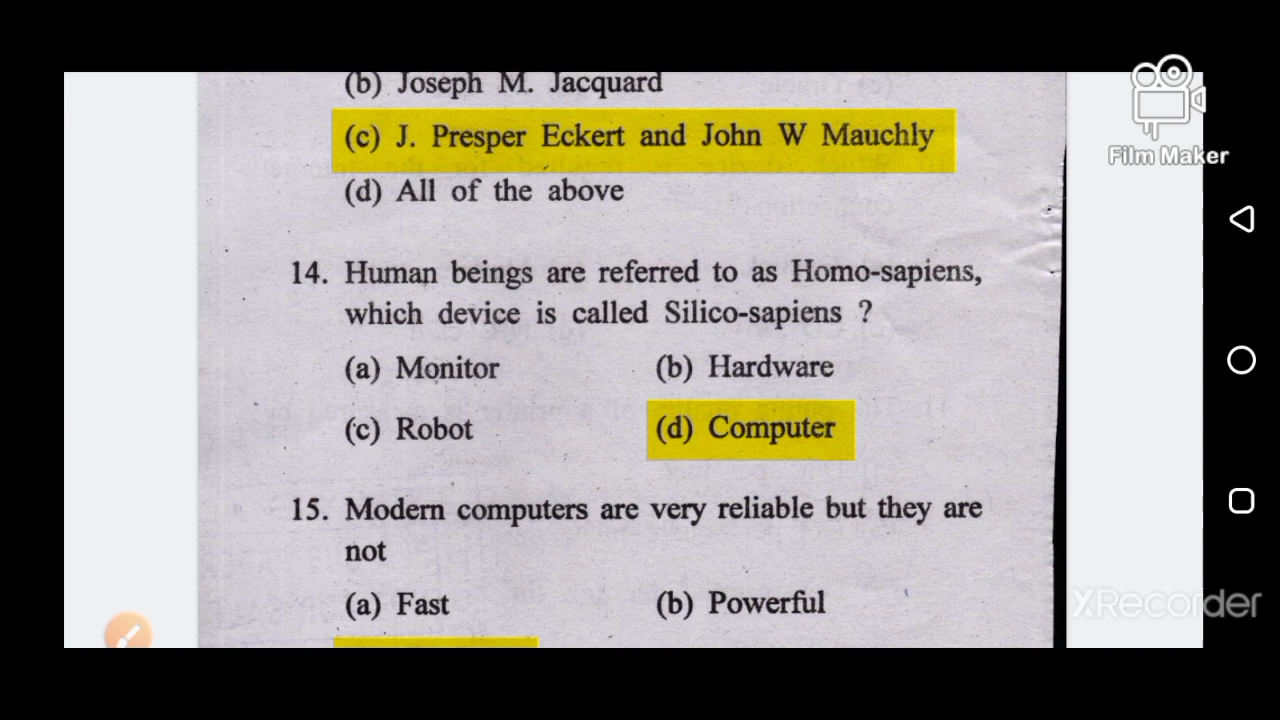 (b) Joseph M. Jacquard
(c) J. Presper Eckert and John W Mauchly
(d) All of the above
14. Human beings are referred to as Homo-sapiens,
which device is called Silico-sapiens ?
(a) Monitor (b) Hardware
(c) Robot (d) Computer
15. Modern computers are very reliable but they are
not
(a) Fast (b) Powerful
Film Maker
XRecorder